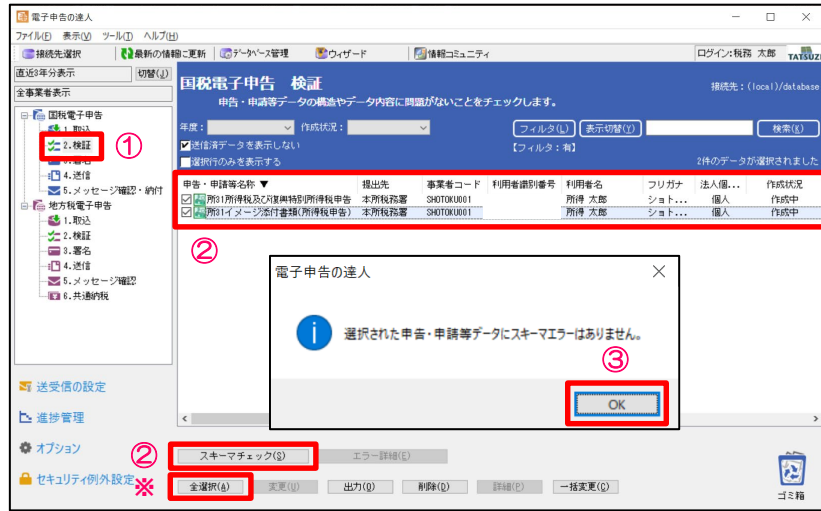 電子申告の達人
ファイル(F) 表示(V) ツール(T) ヘルプ(H)
接続先選択 最新の情報に更新 データベース管理 ウィザード 情報コミュニティ ログイン:税務 太郎 TATSUZI
直近3年分表示 切替(J)
全事業者表示
国税電子申告 検証
申告・申請等データの構造やデータ内容に問題がないことをチェックします。
接続先:(local)/database
年度: 作成状況: フィルタ(L) 表示切替(Y) 検索(K)
送信済データを表示しない 【フィルタ:有】
選択行のみを表示する 2件のデータが選択されました
国税電子申告
1.取込
2.検証 ①
3.署名
4.送信
5.メッセージ確認・納付
地方税電子申告
1.取込
2.検証
3.署名
4.送信
5.メッセージ確認
6.共通納税
申告・申請等名称 ▼ 提出先 事業者コード 利用者識別番号 利用者名 フリガナ 法人個... 作成状況
所31所得税及び復興特別所得税申告 本所税務署 SHOTOKU001 所得 太郎 ショト... 個人 作成中
所31イメージ添付書類(所得税申告) 本所税務署 SHOTOKU001 所得 太郎 ショト... 個人 作成中
②
電子申告の達人
選択された申告・申請等データにスキーマエラーはありません。
③
OK
送受信の設定
進捗管理
オプション
セキュリティ例外設定
② スキーマチェック(S) エラー詳細(E)
※ 全選択(A) 変更(U) 出力(O) 削除(D) 詳細(P) 一括変更(C)
ゴミ箱